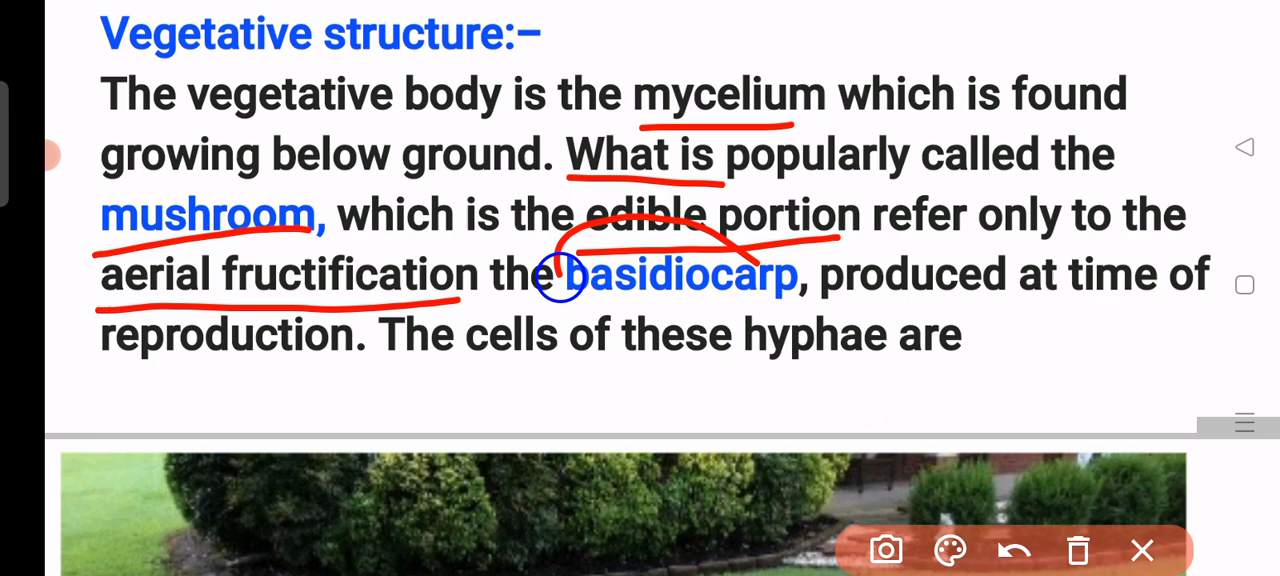 Vegetative structure:–
The vegetative body is the mycelium which is found
growing below ground. What is popularly called the
mushroom, which is the edible portion refer only to the
aerial fructification the basidiocarp, produced at time of
reproduction. The cells of these hyphae are